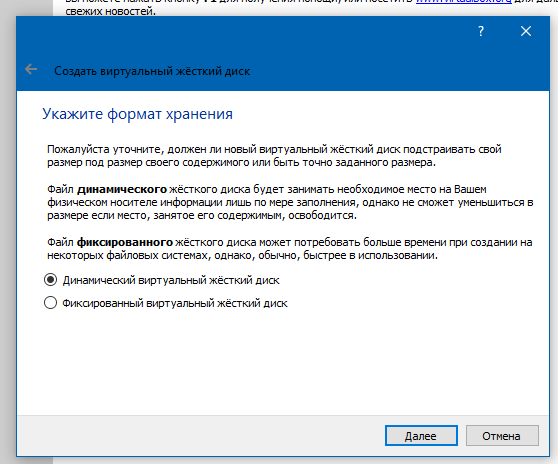 свежих новостей.
?
Создать виртуальный жёсткий диск
Укажите формат хранения
Пожалуйста уточните, должен ли новый виртуальный жёсткий диск подстраивать свой
размер под размер своего содержимого или быть точно заданного размера.
Файл динамического жёсткого диска будет занимать необходимое место на Вашем
физическом носителе информации лишь по мере заполнения, однако не сможет уменьшиться в
размере если место, занятое его содержимым, освободится.
Файл фиксированного жёсткого диска может потребовать больше времени при создании на
некоторых файловых системах, однако, обычно, быстрее в использовании.
Динамический виртуальный жёсткий диск
Фиксированный виртуальный жёсткий диск
Далее
Отмена